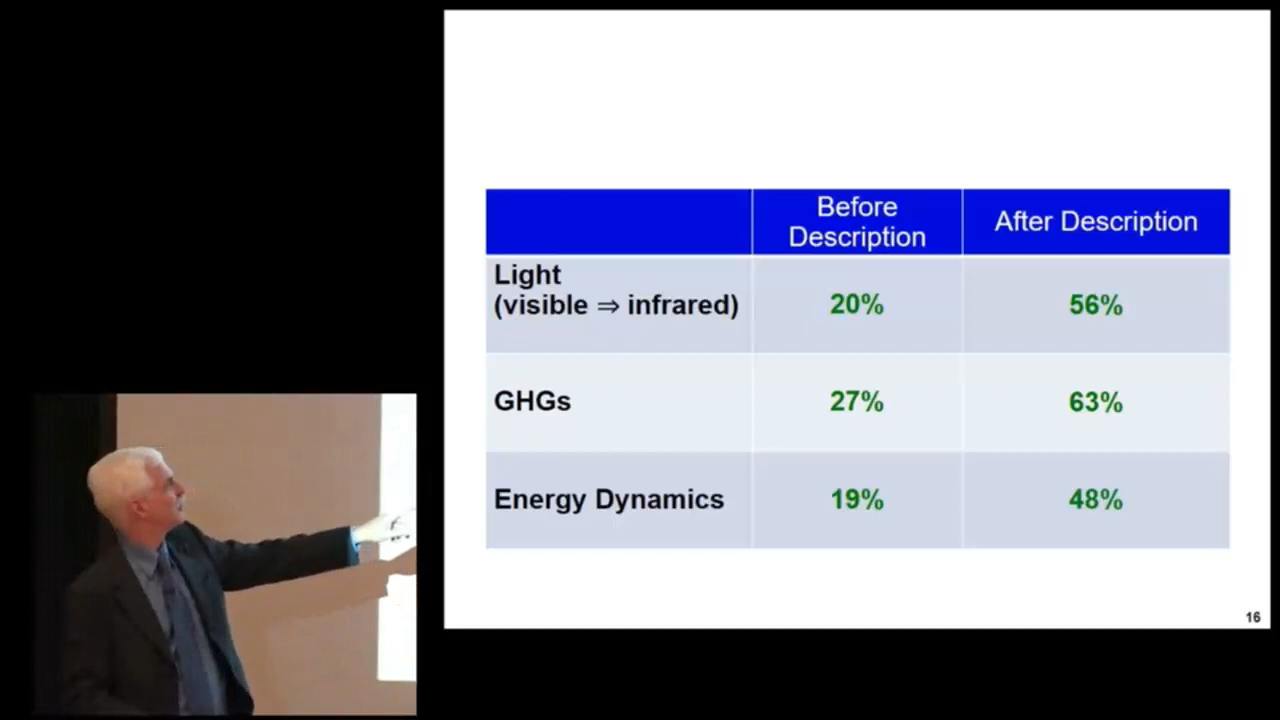 Before
Description
After Description
Light
(visible ⇒ infrared)
20%
56%
GHGs
27%
63%
Energy Dynamics
19%
48%
16